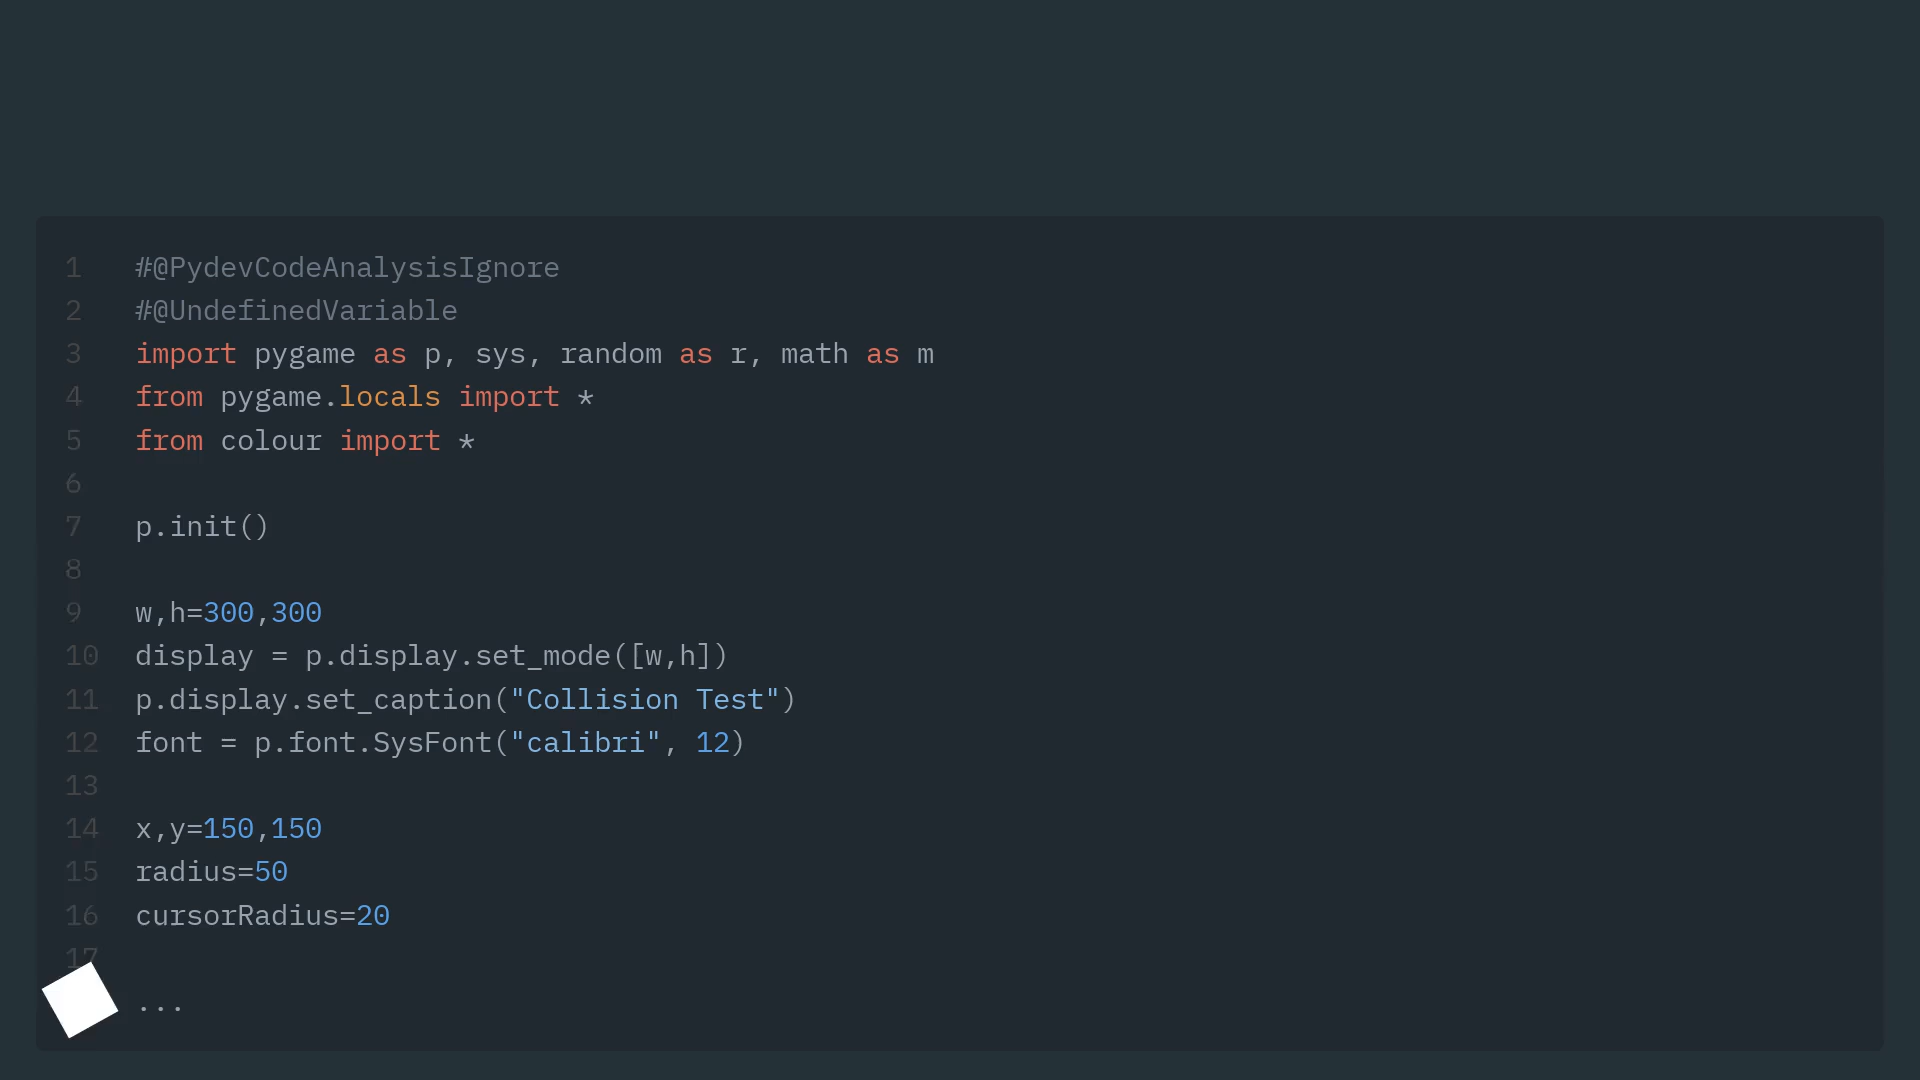 1 #@PydevCodeAnalysisIgnore
2 #@UndefinedVariable
3 import pygame as p, sys, random as r, math as m
4 from pygame.locals import *
5 from colour import *
6
7 p.init()
8
9 w,h=300,300
10 display = p.display.set_mode([w,h])
11 p.display.set_caption("Collision Test")
12 font = p.font.SysFont("calibri", 12)
13
14 x,y=150,150
15 radius=50
16 cursorRadius=20
17
...